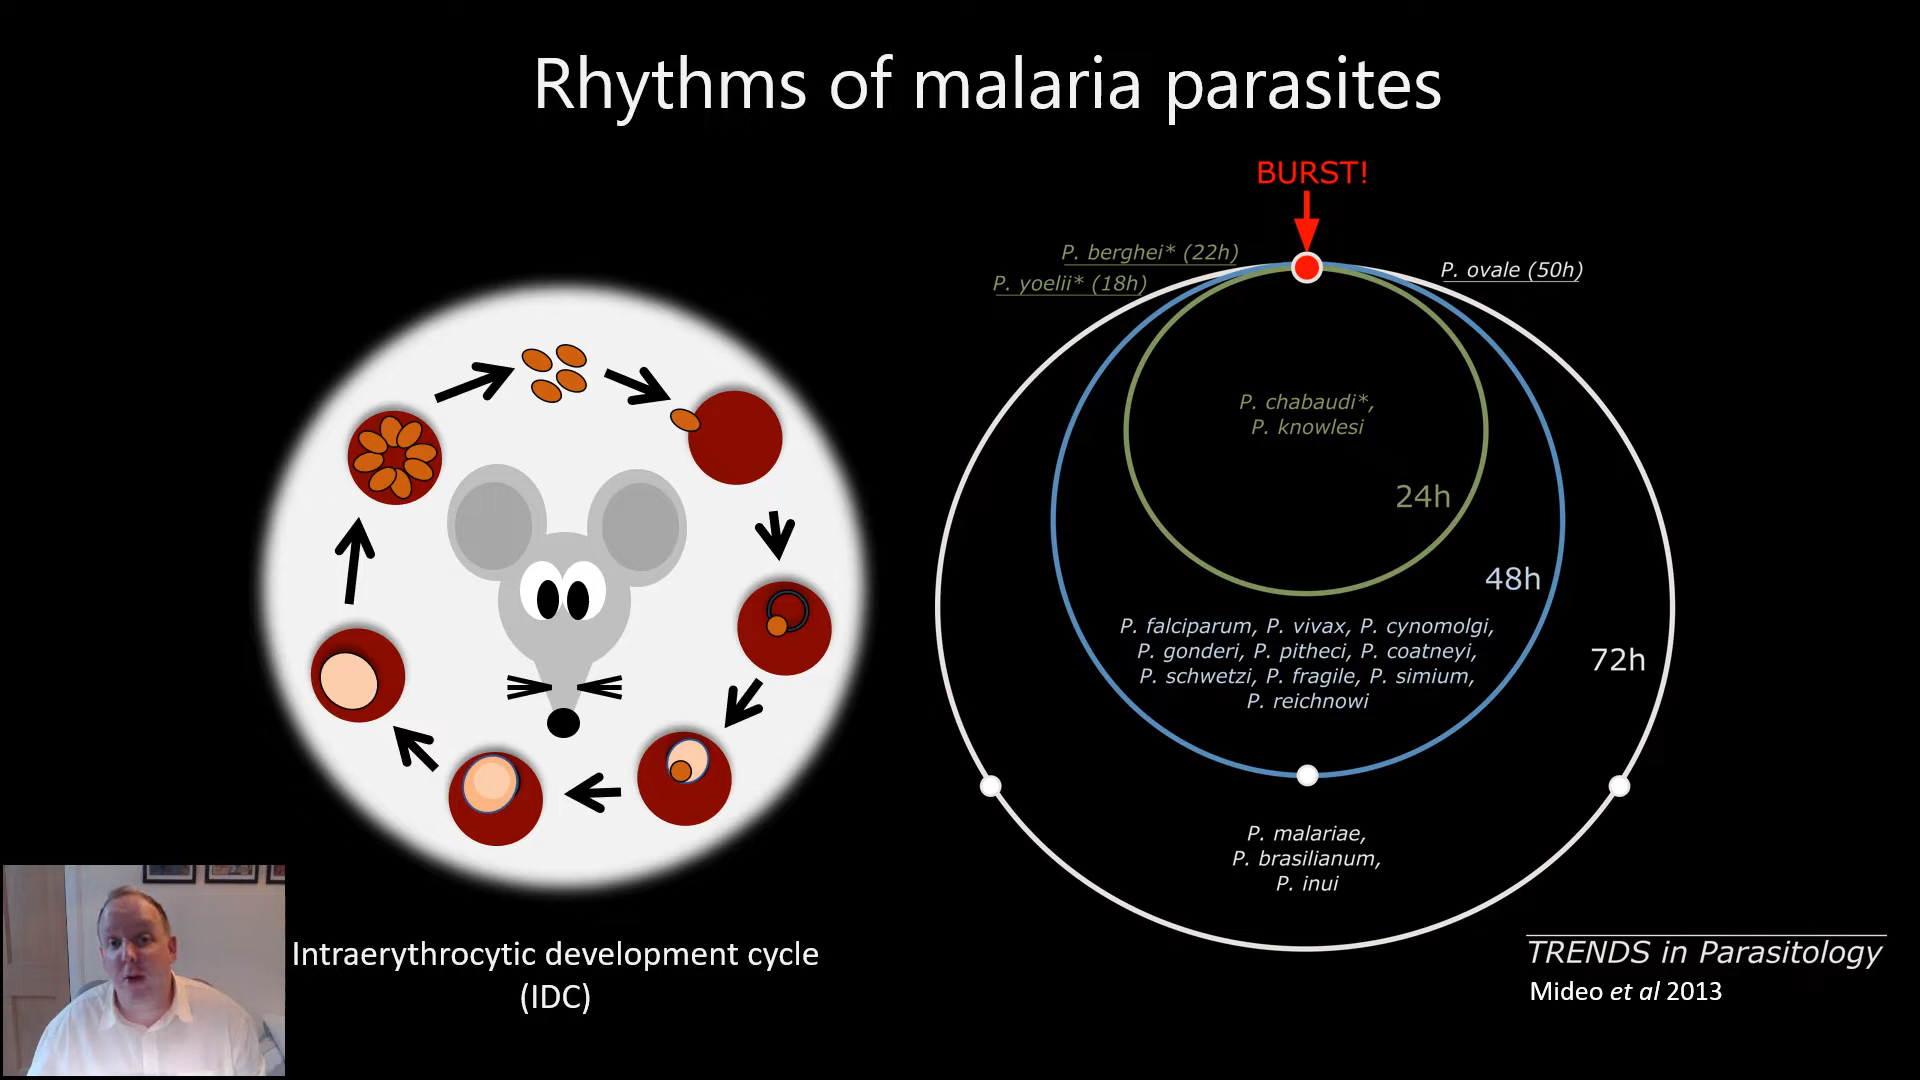 Rhythms of malaria parasites
BURST!
P. berghei* (22h)
P. yoelii* (18h)
P. ovale (50h)
P. chabaudi*,
P. knowlesi
24h
48h
P. falciparum, P. vivax, P. cynomolgi,
P. gonderi, P. pitheci, P. coatneyi,
P. schwetzi, P. fragile, P. simium,
P. reichnowi
72h
P. malariae,
P. brasilianum,
P. inui
Intraerythrocytic development cycle
(IDC)
TRENDS in Parasitology
Mideo et al 2013